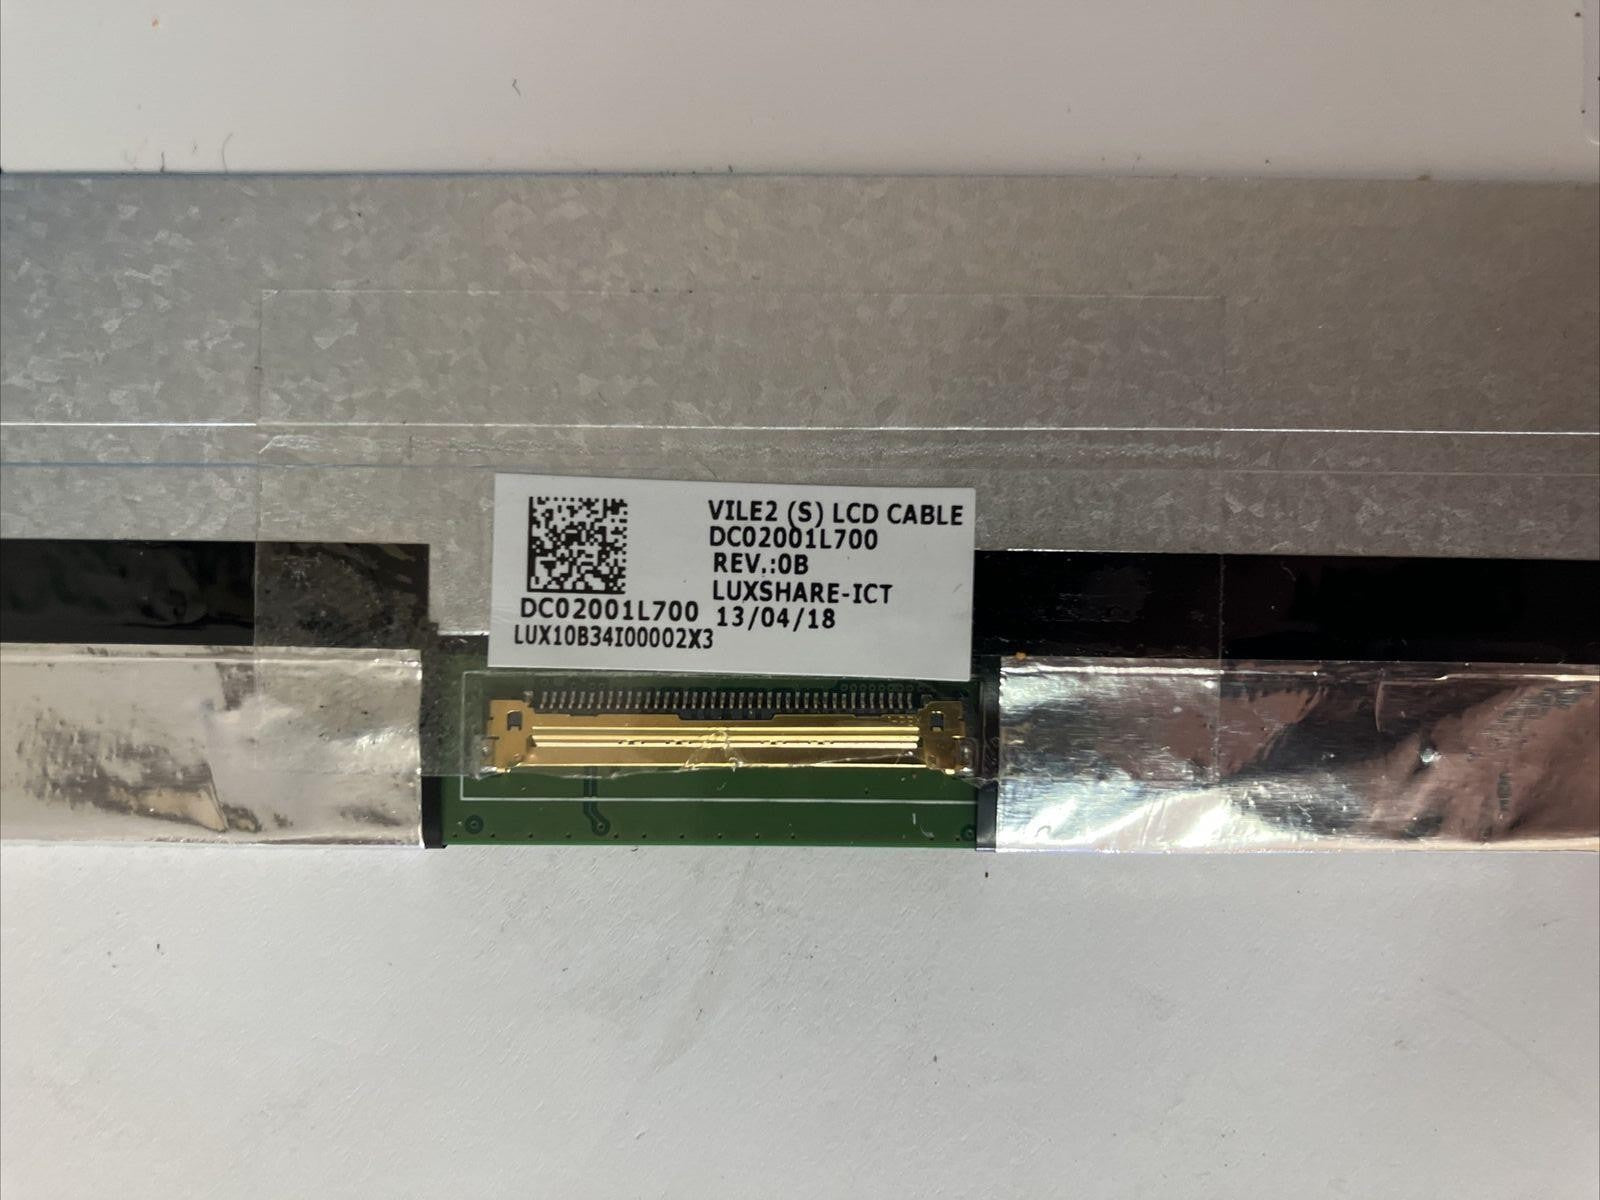 VILE2 (S) LCD CABLE
DC02001L700
REV.:0B
LUXSHARE-ICT
13/04/18
DC02001L700
LUX10B34I00002X3